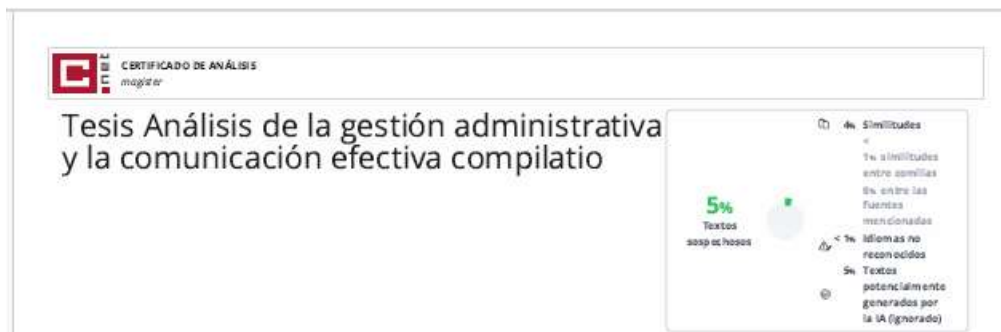 CERTIFICADO DE ANÁLISIS
magister
Tesis Análisis de la gestión administrativa
y la comunicación efectiva compilatio
5%
Textos
sospechosos
4% Similitudes
<
1% similitudes
entre comillas
0% entre las
fuentes
mencionadas
< 1% Idiomas no
reconocidos
5% Textos
potencialmente
generados por
la IA (ignorado)